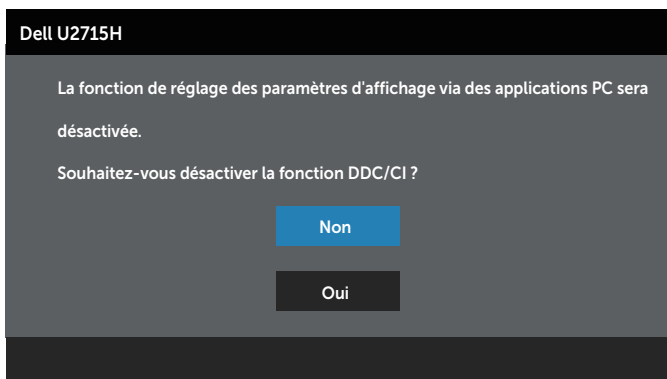 Dell U2715H
La fonction de réglage des paramètres d'affichage via des applications PC sera
désactivée.
Souhaitez-vous désactiver la fonction DDC/CI ?
Non
Oui